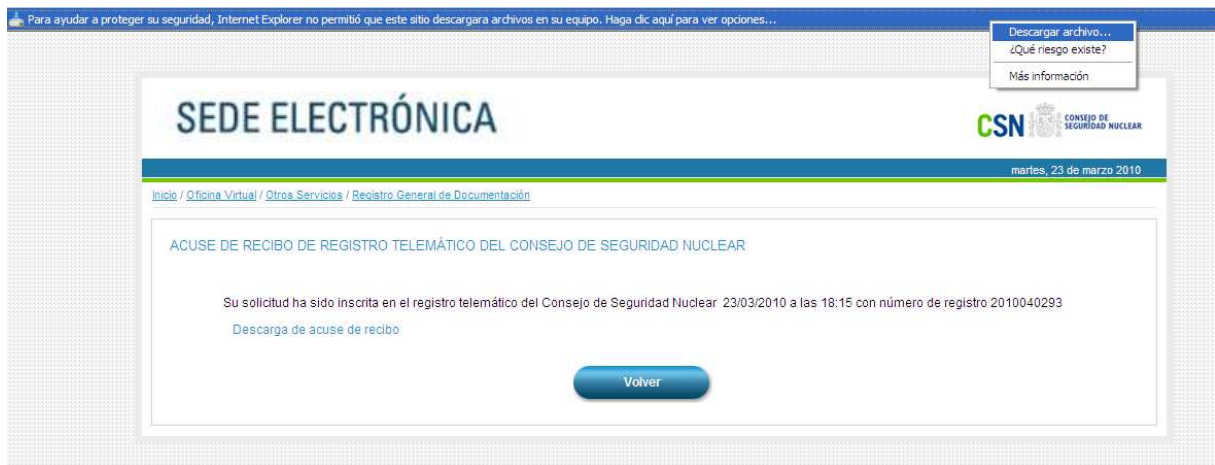 Para ayudar a proteger su seguridad, Internet Explorer no permitió que este sitio descargara archivos en su equipo. Haga clic aquí para ver opciones...
Descargar archivo...
¿Qué riesgo existe?
Más información
SEDE ELECTRÓNICA
CSN
CONSEJO DE
SEGURIDAD NUCLEAR
martes, 23 de marzo 2010
Inicio / Oficina Virtual / Otros Servicios / Registro General de Documentación
ACUSE DE RECIBO DE REGISTRO TELEMÁTICO DEL CONSEJO DE SEGURIDAD NUCLEAR
Su solicitud ha sido inscrita en el registro telemático del Consejo de Seguridad Nuclear 23/03/2010 a las 18:15 con número de registro 2010040293
Descarga de acuse de recibo
Volver